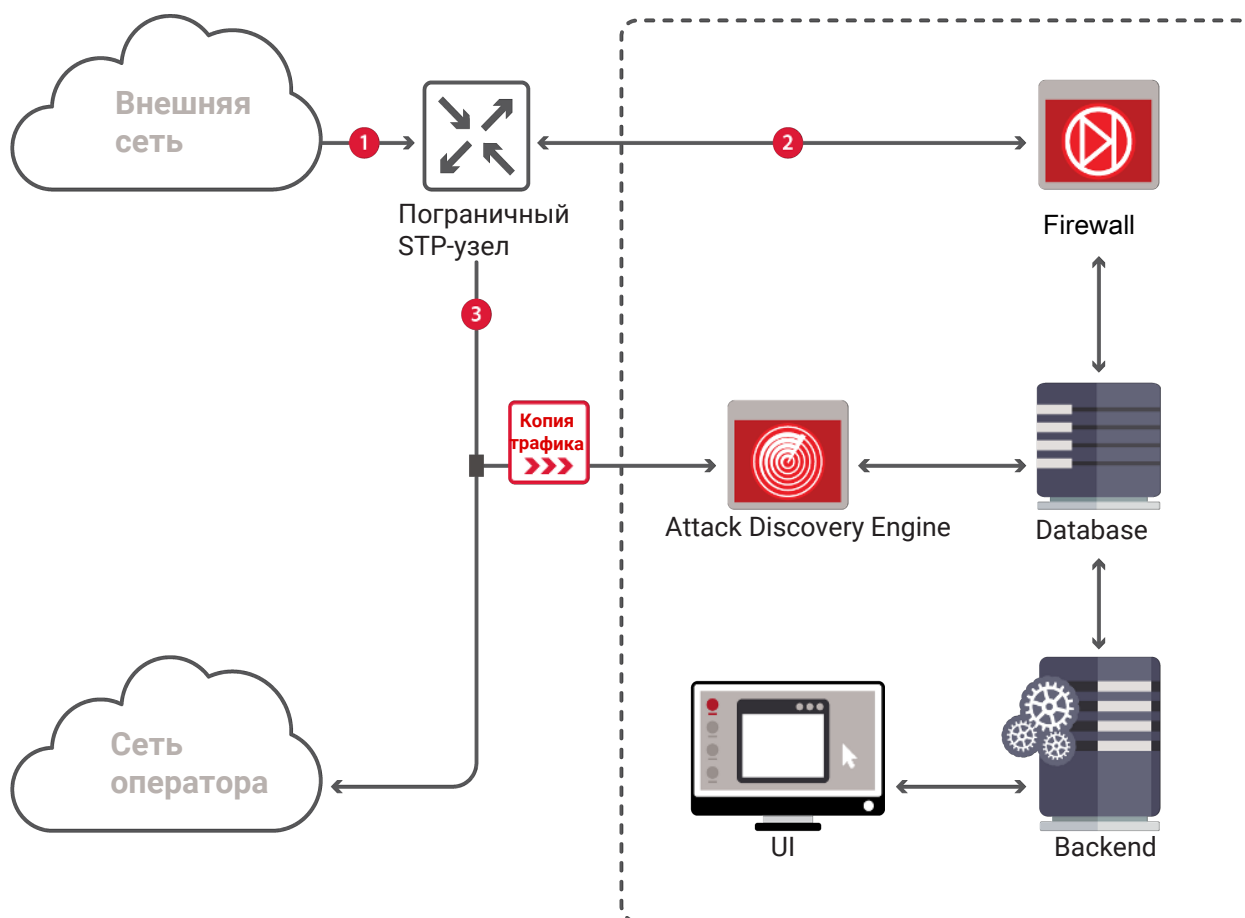 Внешняя
сеть
1
2
Пограничный
STP-узел
Firewall
3
Копия
трафика
Attack Discovery Engine
Database
Сеть
оператора
UI
Backend